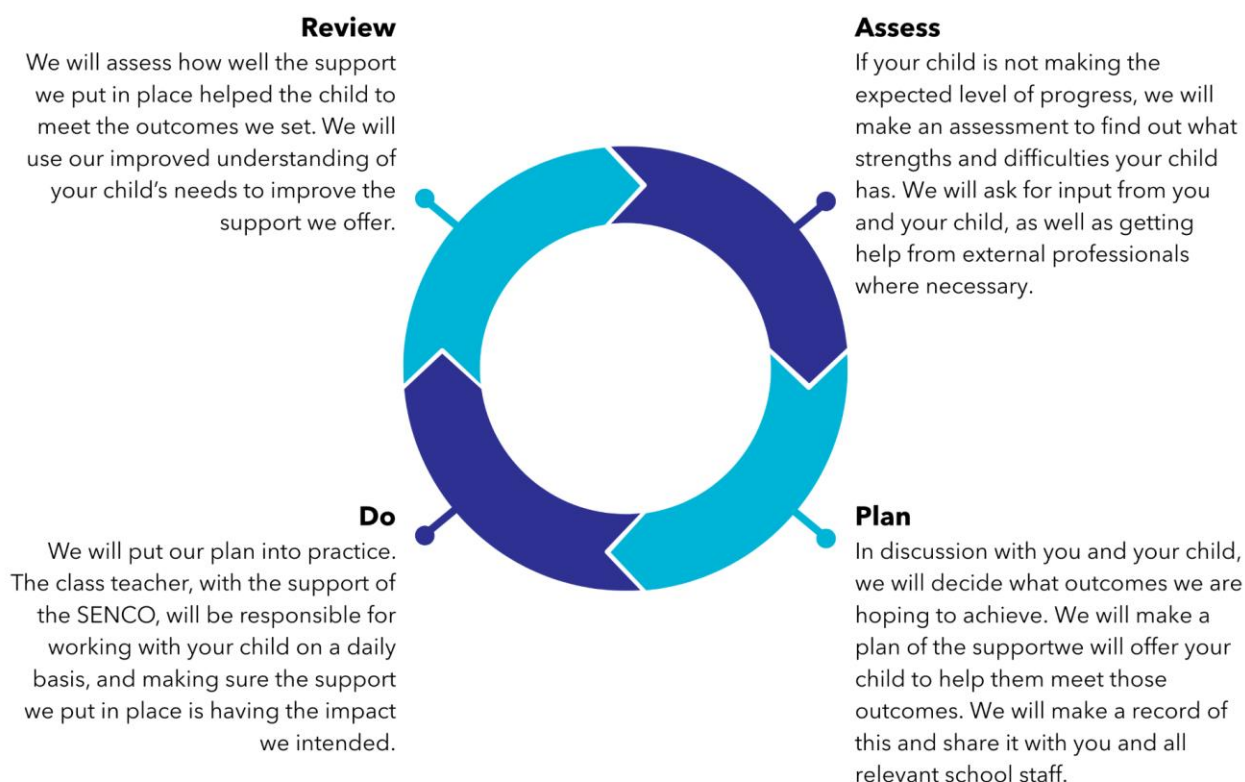 Review
We will assess how well the support
we put in place helped the child to
meet the outcomes we set. We will
use our improved understanding of
your child’s needs to improve the
support we offer.
Assess
If your child is not making the
expected level of progress, we will
make an assessment to find out what
strengths and difficulties your child
has. We will ask for input from you
and your child, as well as getting
help from external professionals
where necessary.
Do
We will put our plan into practice.
The class teacher, with the support of
the SENCO, will be responsible for
working with your child on a daily
basis, and making sure the support
we put in place is having the impact
we intended.
Plan
In discussion with you and your child,
we will decide what outcomes we are
hoping to achieve. We will make a
plan of the supportwe will offer your
child to help them meet those
outcomes. We will make a record of
this and share it with you and all
relevant school staff.